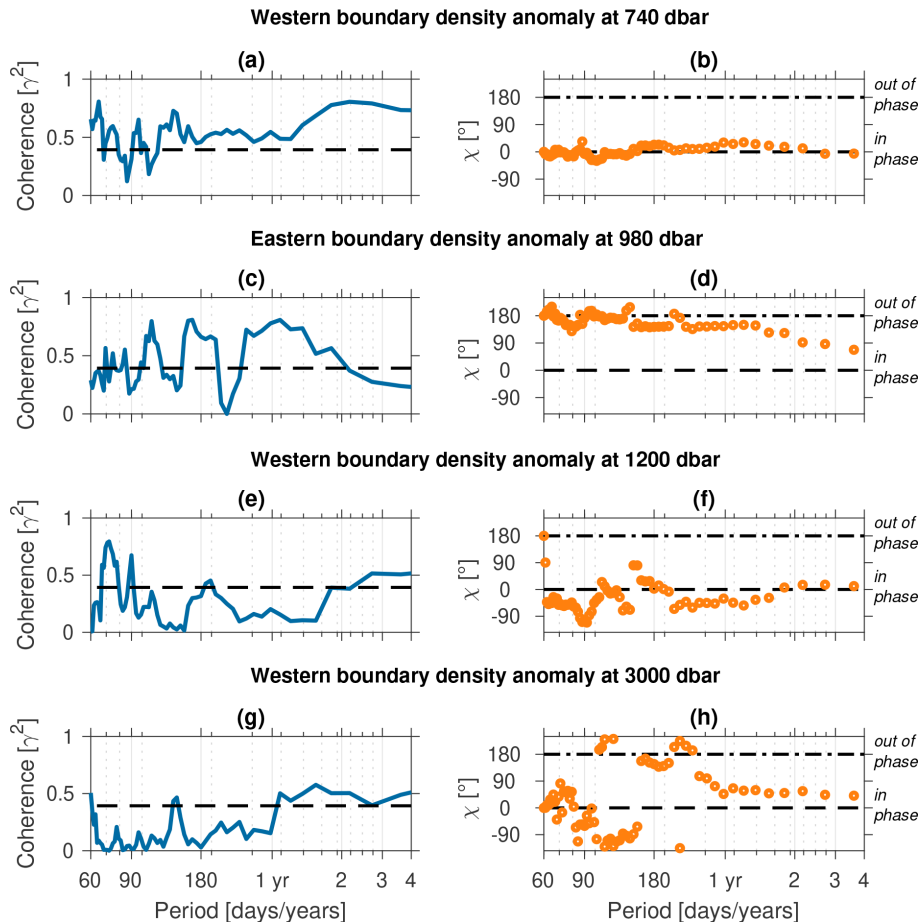 Western boundary density anomaly at 740 dbar
(a)
(b)
Coherence [γ²]
1
0.5
0
χ [°]
180
90
0
-90
out of
phase
in
phase
Eastern boundary density anomaly at 980 dbar
(c)
(d)
Coherence [γ²]
1
0.5
0
χ [°]
180
90
0
-90
out of
phase
in
phase
Western boundary density anomaly at 1200 dbar
(e)
(f)
Coherence [γ²]
1
0.5
0
χ [°]
180
90
0
-90
out of
phase
in
phase
Western boundary density anomaly at 3000 dbar
(g)
(h)
Coherence [γ²]
1
0.5
0
χ [°]
180
90
0
-90
out of
phase
in
phase
60 90 180 1 yr 2 3 4
60 90 180 1 yr 2 3 4
Period [days/years]
Period [days/years]